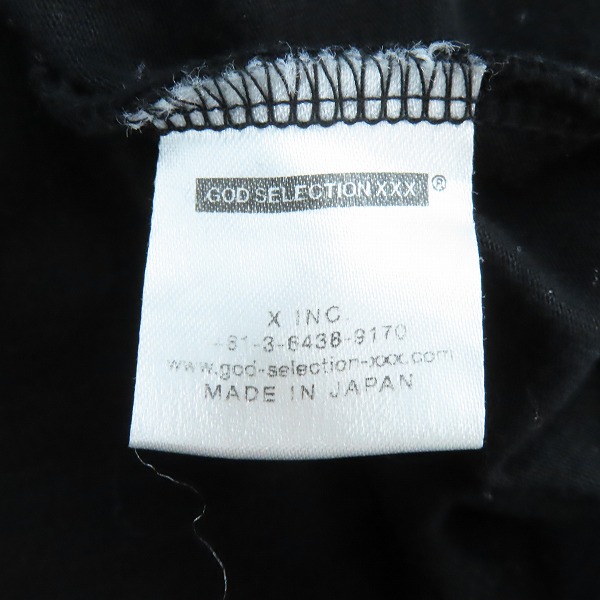 GOD SELECTION XXX ®
X INC.
-81-3-6438-9170
www.god-selection-xxx.com
MADE IN JAPAN